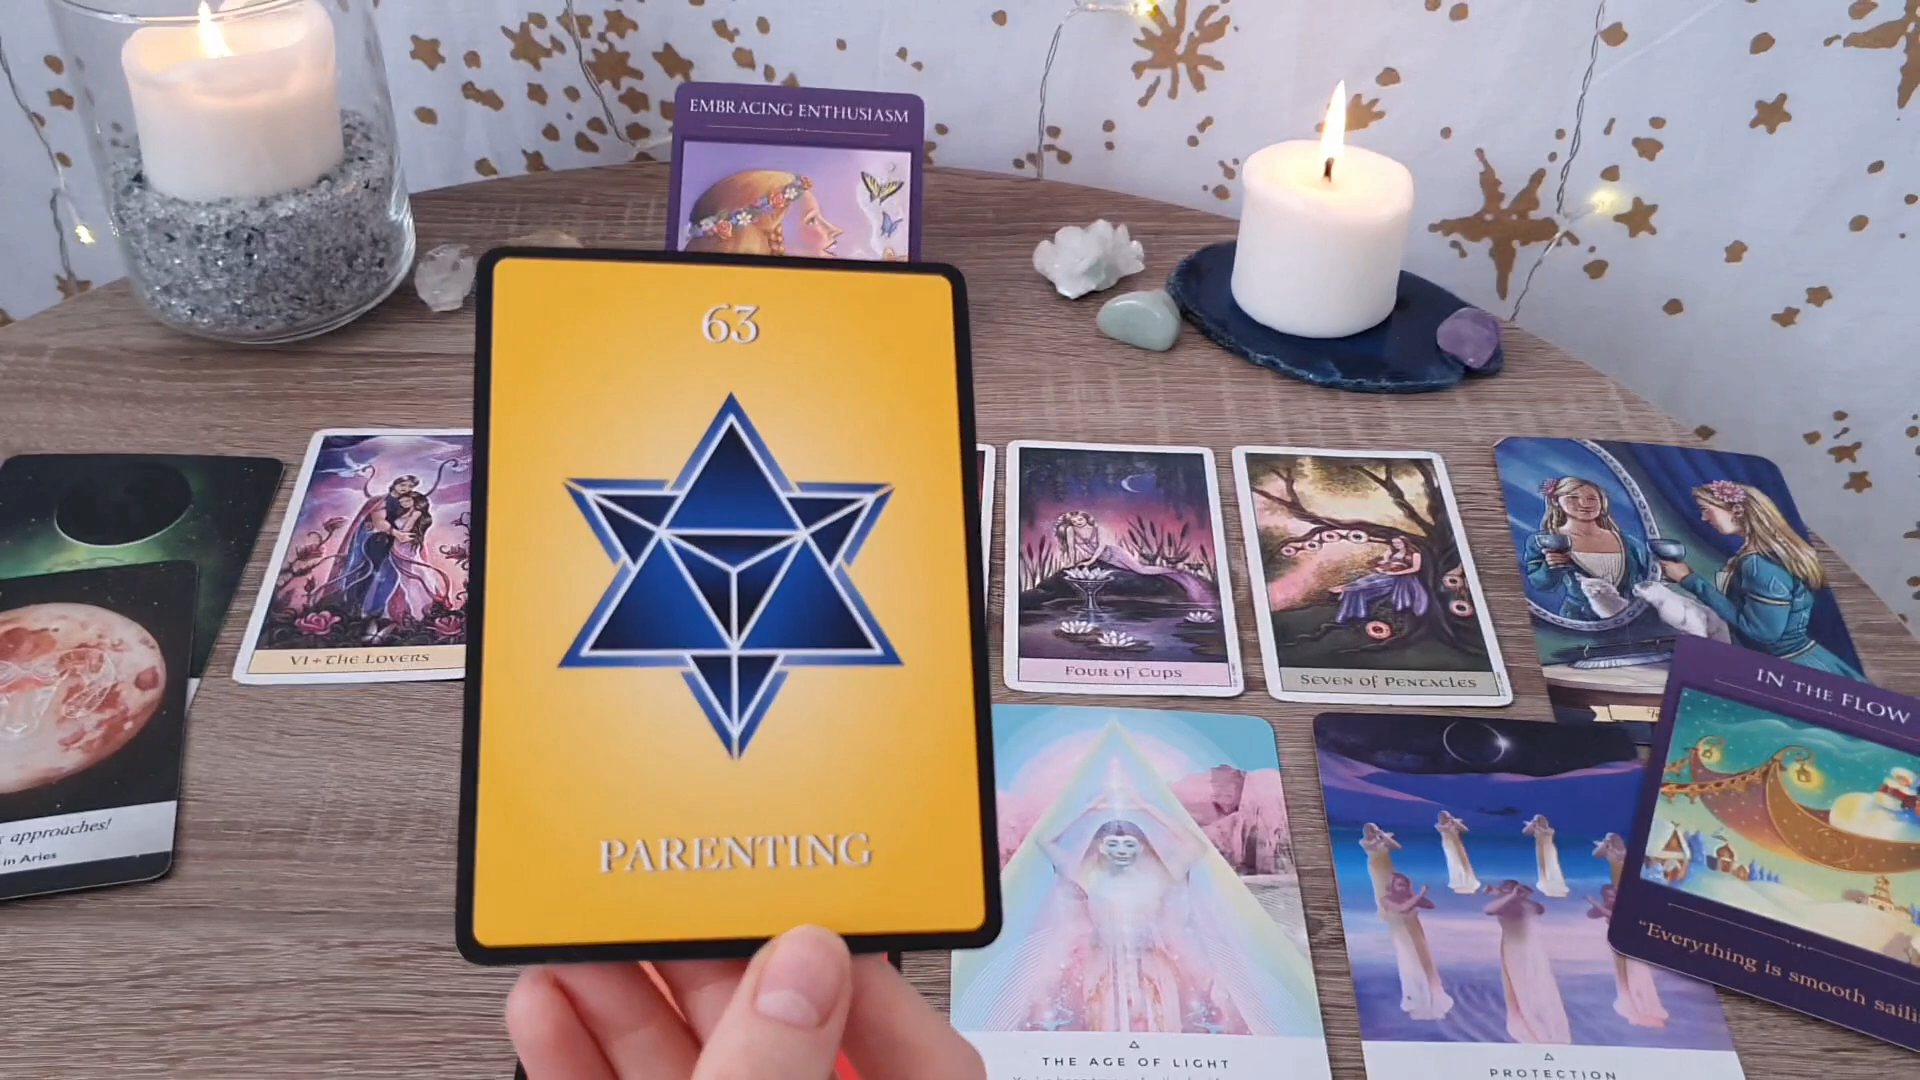 EMBRACING ENTHUSIASM
63
PARENTING
VI THE LOVERS
FOUR OF CUPS
SEVEN OF PENTACLES
IN THE FLOW
"Everything is smooth
approaches!
in Aries
THE AGE OF LIGHT
PROTECTION